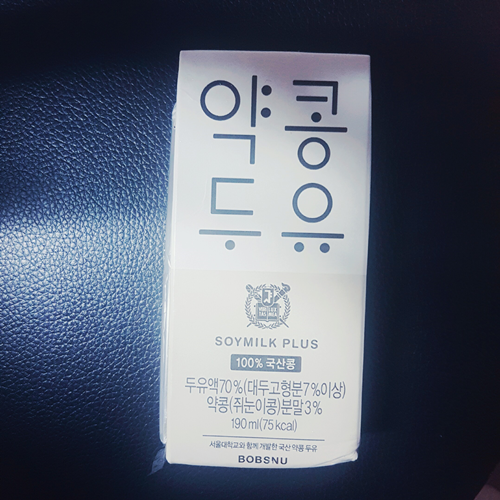 약콩
두유
SOYMILK PLUS
100% 국산콩
두유액70%(대두고형분7%이상)
약콩(쥐눈이콩)분말3%
190 ml(75 kcal)
서울대학교와 함께 개발한 국산 약콩 두유
BOBSNU